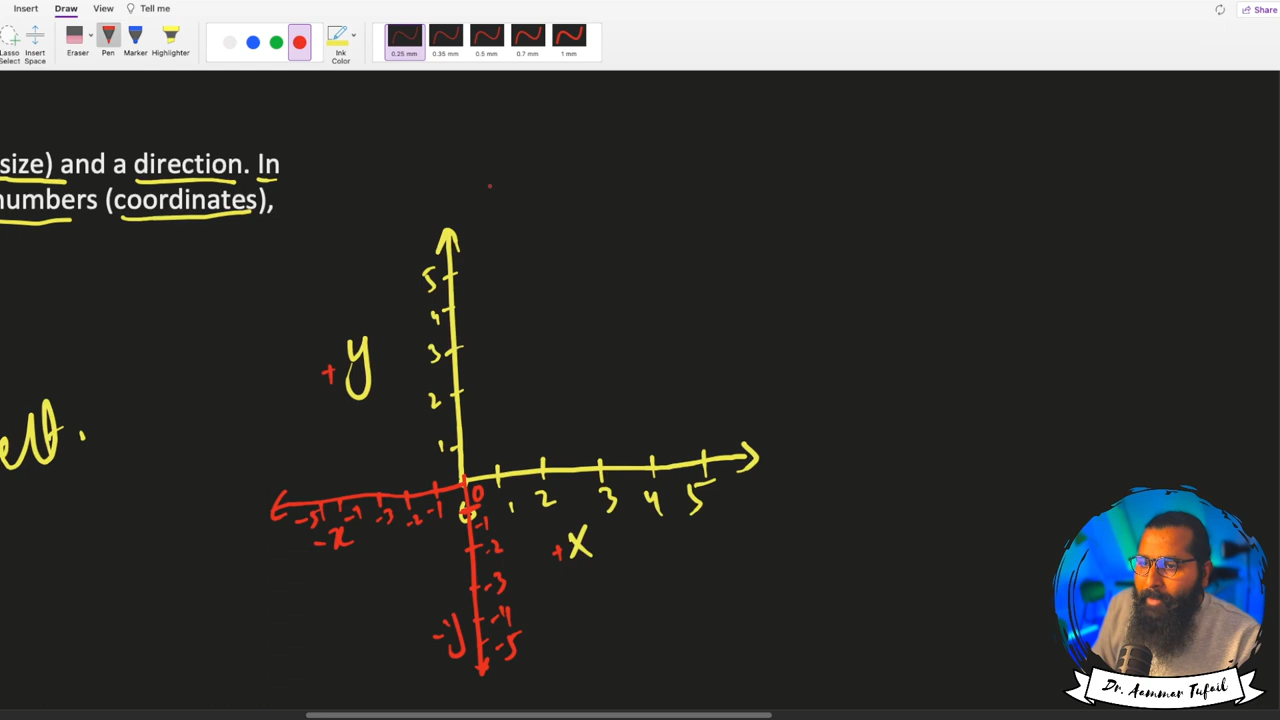 Insert Draw View Tell me Share
Lasso Select Insert Space Eraser Pen Marker Highlighter Ink Color 0.25 mm 0.35 mm 0.5 mm 0.7 mm 1 mm
size) and a direction. In
numbers (coordinates),
5
4
+y 3
2
1
0 1 2 3 4 5
-5 -3 -2 -1 0
-x +x
-1
-2
-3
-4
-y -5
Dr. Aammar Tufail